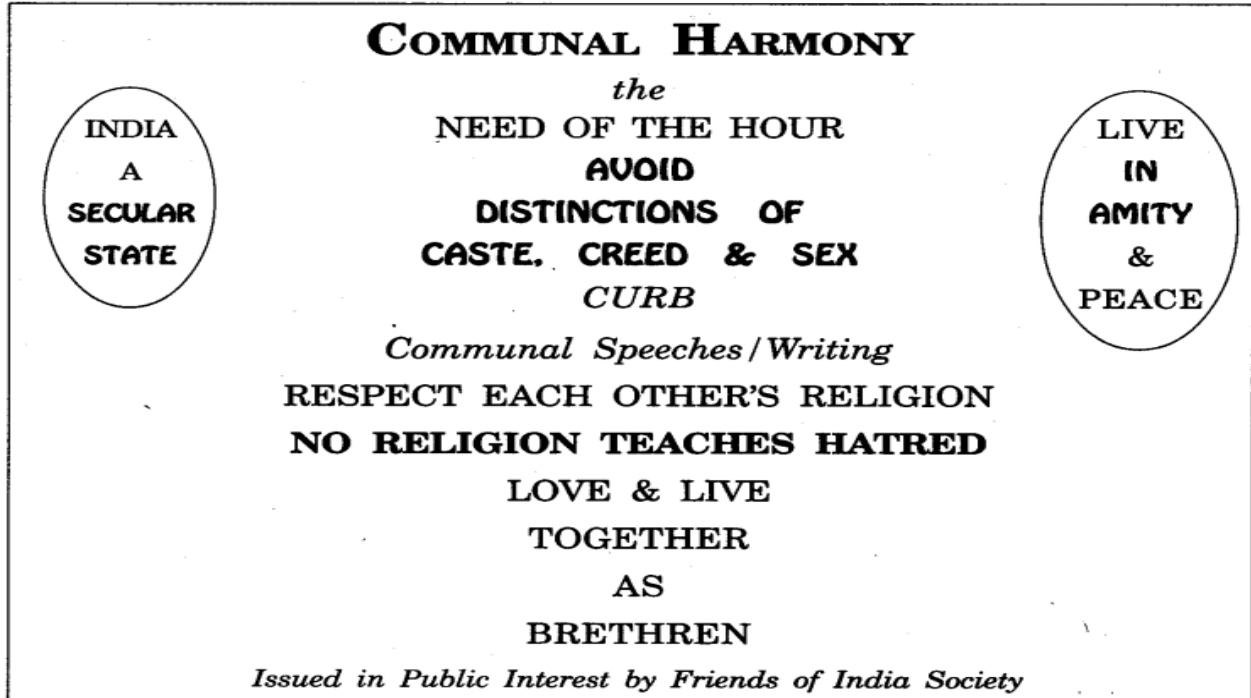 COMMUNAL HARMONY
the
NEED OF THE HOUR
AVOID
DISTINCTIONS OF
CASTE, CREED & SEX
CURB
Communal Speeches/Writing
RESPECT EACH OTHER'S RELIGION
NO RELIGION TEACHES HATRED
LOVE & LIVE
TOGETHER
AS
BRETHREN
Issued in Public Interest by Friends of India Society
INDIA
A
SECULAR
STATE
LIVE
IN
AMITY
&
PEACE